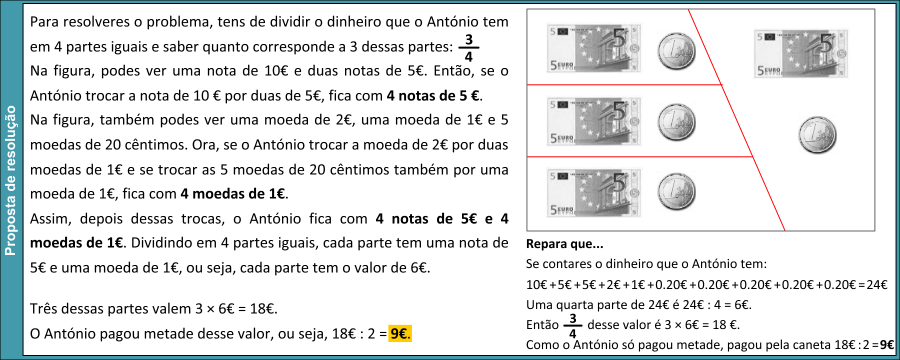 Proposta de resolução
Para resolveres o problema, tens de dividir o dinheiro que o António tem
em 4 partes iguais e saber quanto corresponde a 3 dessas partes: 3/4
Na figura, podes ver uma nota de 10€ e duas notas de 5€. Então, se o
António trocar a nota de 10 € por duas de 5€, fica com 4 notas de 5 €.
Na figura, também podes ver uma moeda de 2€, uma moeda de 1€ e 5
moedas de 20 cêntimos. Ora, se o António trocar a moeda de 2€ por duas
moedas de 1€ e se trocar as 5 moedas de 20 cêntimos também por uma
moeda de 1€, fica com 4 moedas de 1€.
Assim, depois dessas trocas, o António fica com 4 notas de 5€ e 4
moedas de 1€. Dividindo em 4 partes iguais, cada parte tem uma nota de
5€ e uma moeda de 1€, ou seja, cada parte tem o valor de 6€.
Três dessas partes valem 3 × 6€ = 18€.
O António pagou metade desse valor, ou seja, 18€ : 2 = 9€.
5 5
5 EURO
1
5 5
5 EURO
1
5 5
5 EURO
1
5 5
5 EURO
1
Repara que...
Se contares o dinheiro que o António tem:
10€+5€+5€+2€+1€+0.20€+0.20€+0.20€+0.20€+0.20€=24€
Uma quarta parte de 24€ é 24€ : 4 = 6€.
Então 3/4 desse valor é 3 × 6€ = 18 €.
Como o António só pagou metade, pagou pela caneta 18€ : 2 = 9€